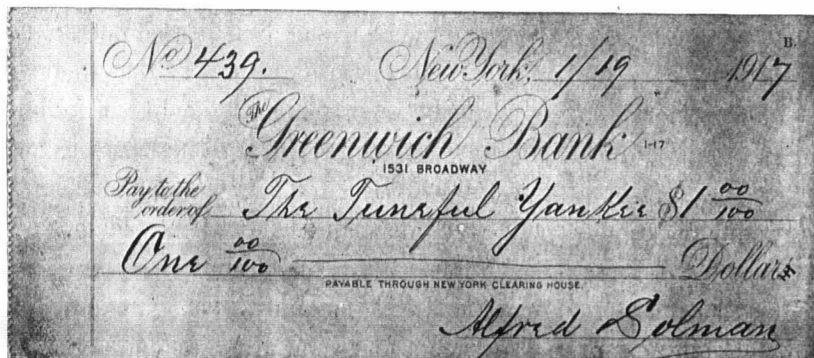 B.
No 439. New York, 1/19 1917
The
Greenwich Bank 1-17
1531 BROADWAY
Pay to the
order of The Tuneful Yankee $1 00/100
One 00/100 Dollars
PAYABLE THROUGH NEW YORK CLEARING HOUSE.
Alfred Solman